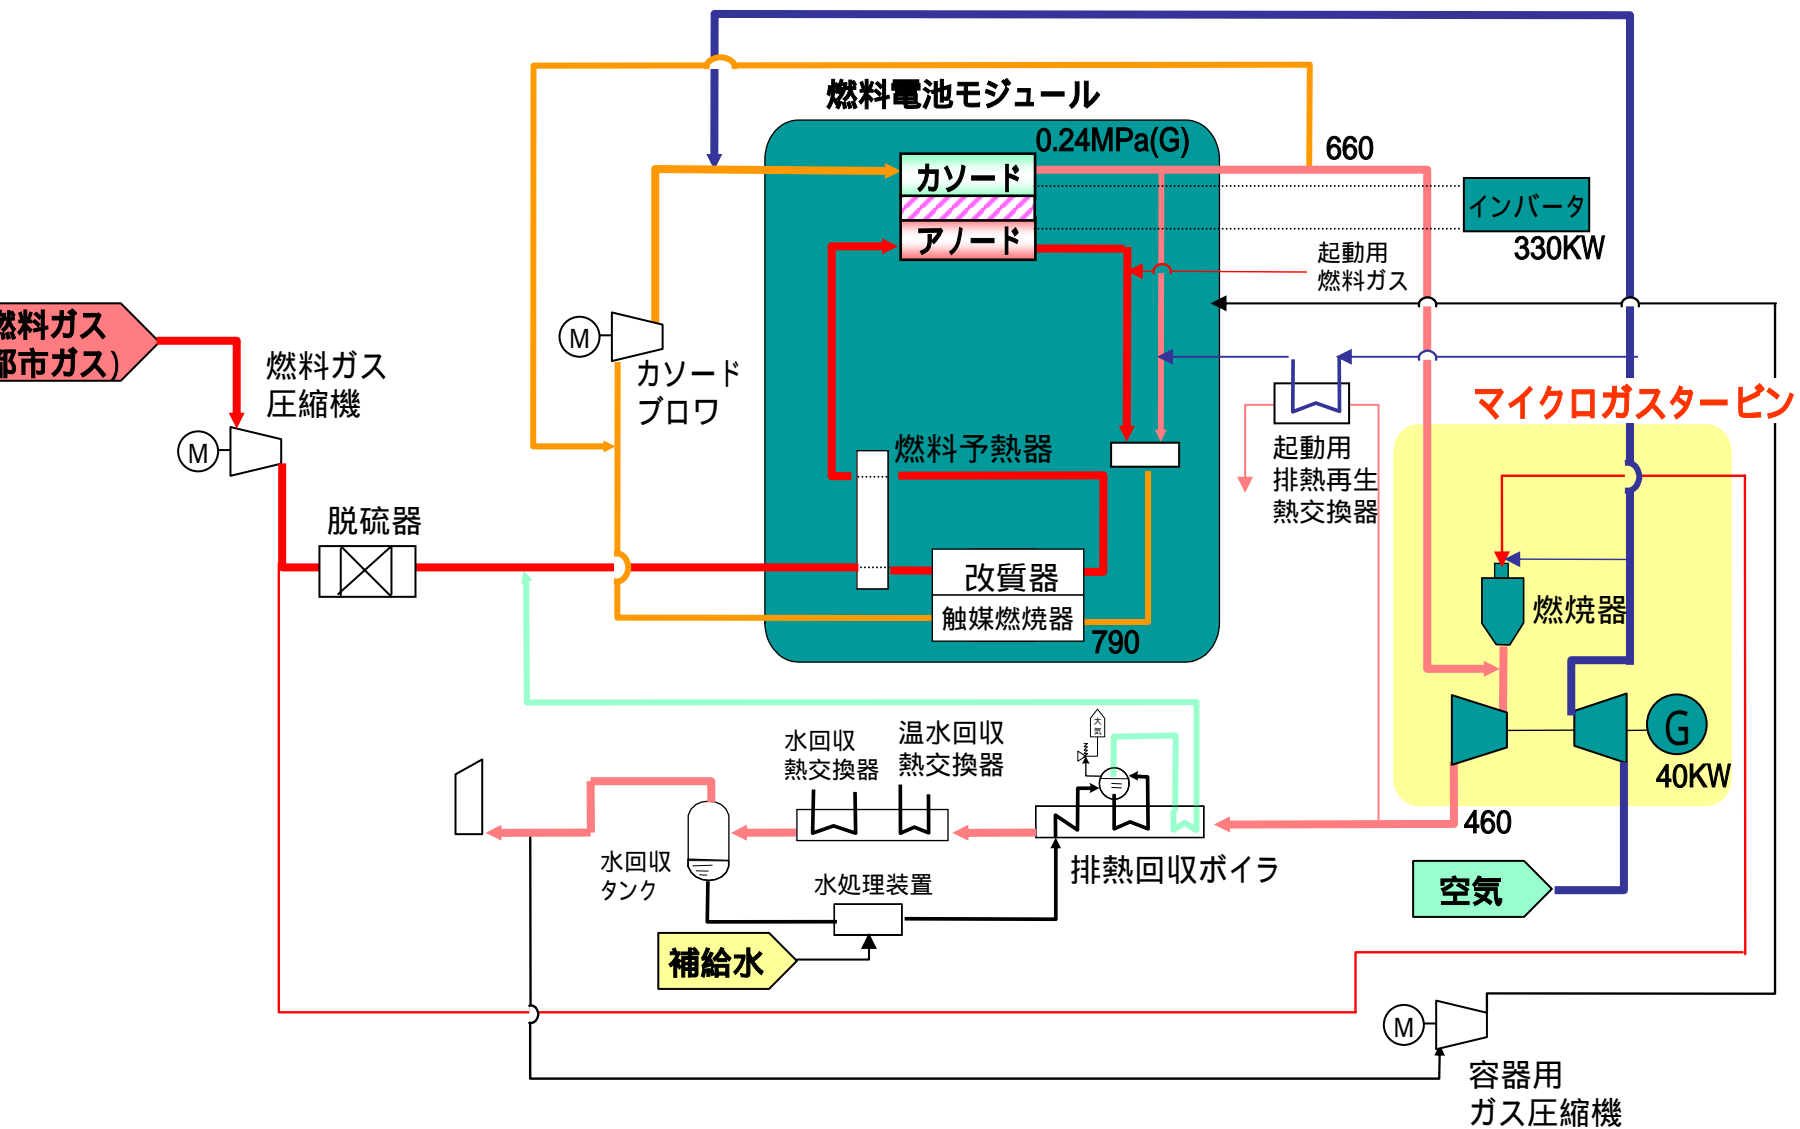 燃料電池モジュール
0.24MPa(G)
660
カソード
アノード
インバータ
330KW
起動用
燃料ガス
燃料ガス
都市ガス)
燃料ガス
圧縮機
M
M
カソード
ブロワ
マイクロガスタービン
燃料予熱器
起動用
排熱再生
熱交換器
脱硫器
改質器
触媒燃焼器
790
燃焼器
G
40KW
460
大
気
水回収
熱交換器
温水回収
熱交換器
排熱回収ボイラ
水回収
タンク
水処理装置
空気
補給水
M
容器用
ガス圧縮機